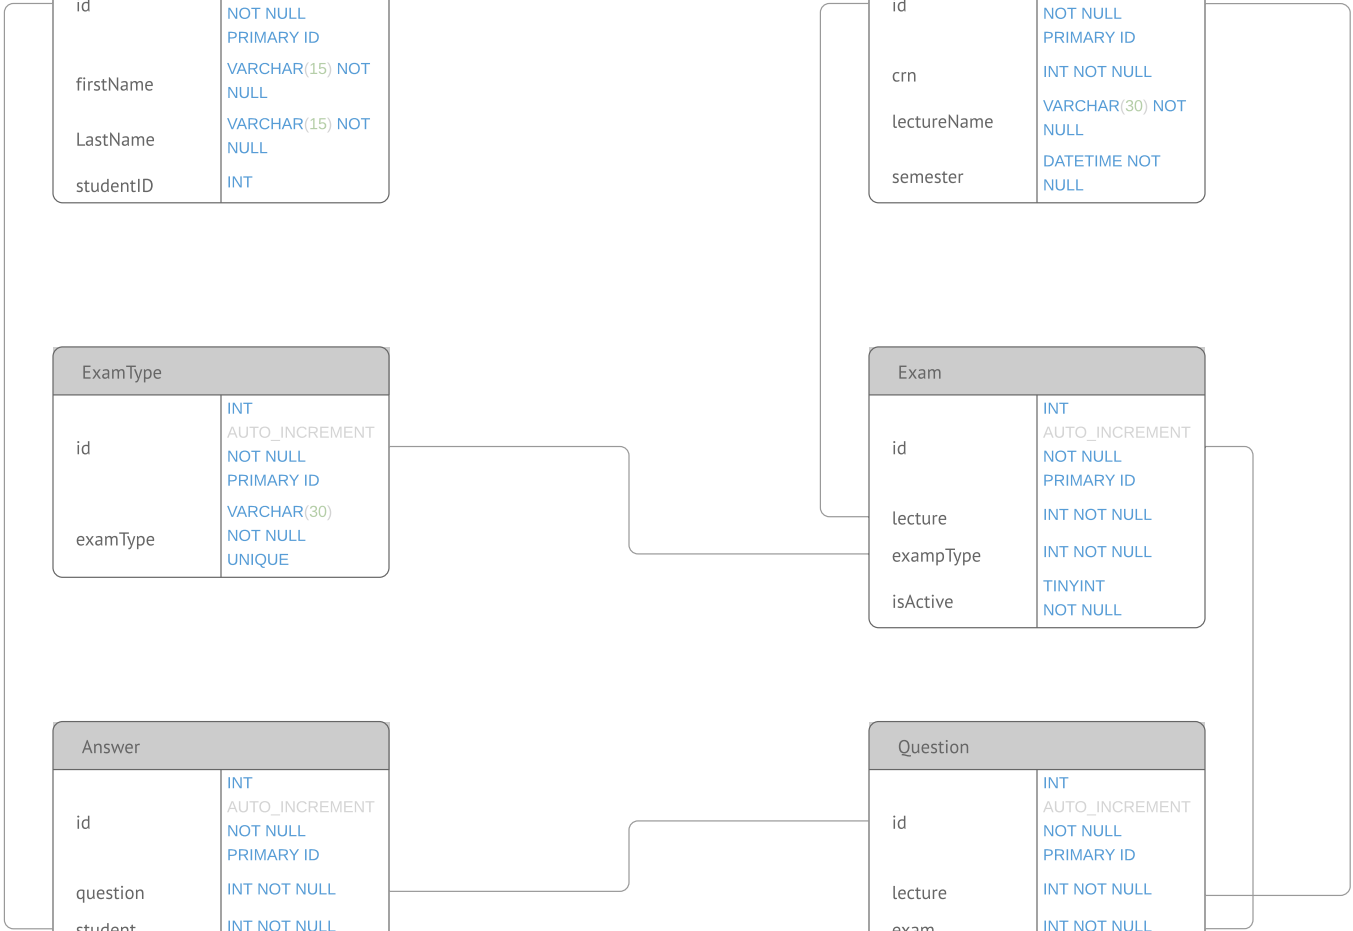 id
NOT NULL
PRIMARY ID
firstName
VARCHAR(15) NOT
NULL
LastName
VARCHAR(15) NOT
NULL
studentID
INT
id
NOT NULL
PRIMARY ID
crn
INT NOT NULL
lectureName
VARCHAR(30) NOT
NULL
semester
DATETIME NOT
NULL
ExamType
id
INT
AUTO_INCREMENT
NOT NULL
PRIMARY ID
examType
VARCHAR(30)
NOT NULL
UNIQUE
Exam
id
INT
AUTO_INCREMENT
NOT NULL
PRIMARY ID
lecture
INT NOT NULL
exampType
INT NOT NULL
isActive
TINYINT
NOT NULL
Answer
id
INT
AUTO_INCREMENT
NOT NULL
PRIMARY ID
question
INT NOT NULL
student
INT NOT NULL
Question
id
INT
AUTO_INCREMENT
NOT NULL
PRIMARY ID
lecture
INT NOT NULL
exam
INT NOT NULL